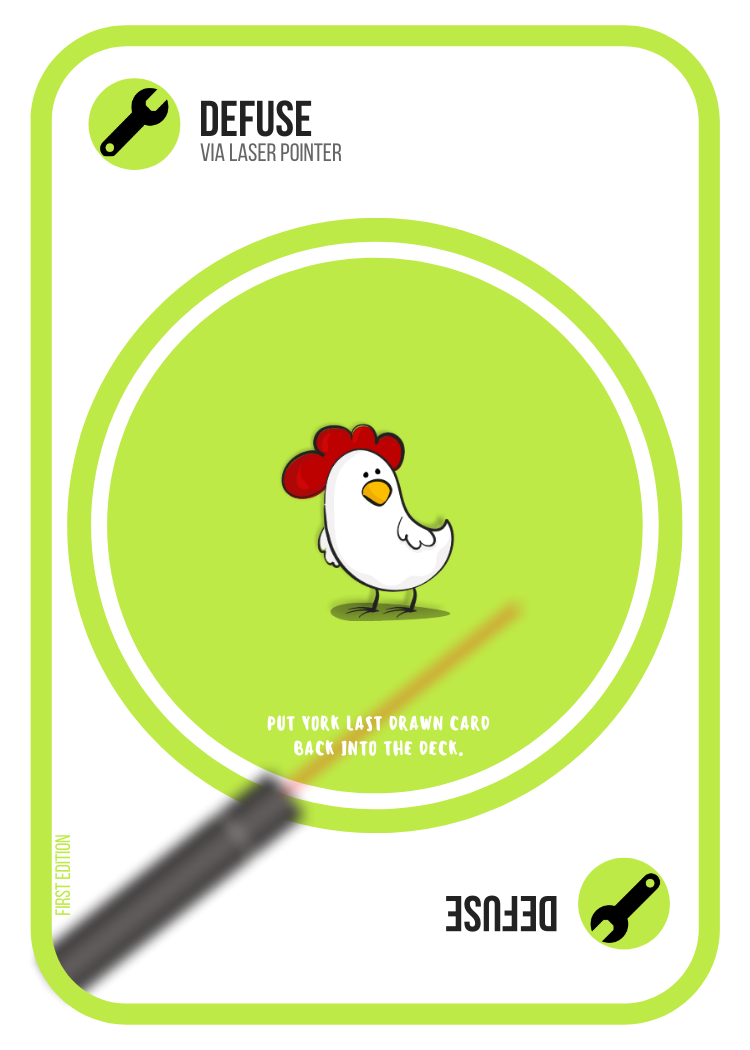 DEFUSE
VIA LASER POINTER
PUT YORK LAST DRAWN CARD
BACK INTO THE DECK.
FIRST EDITION
DEFUSE